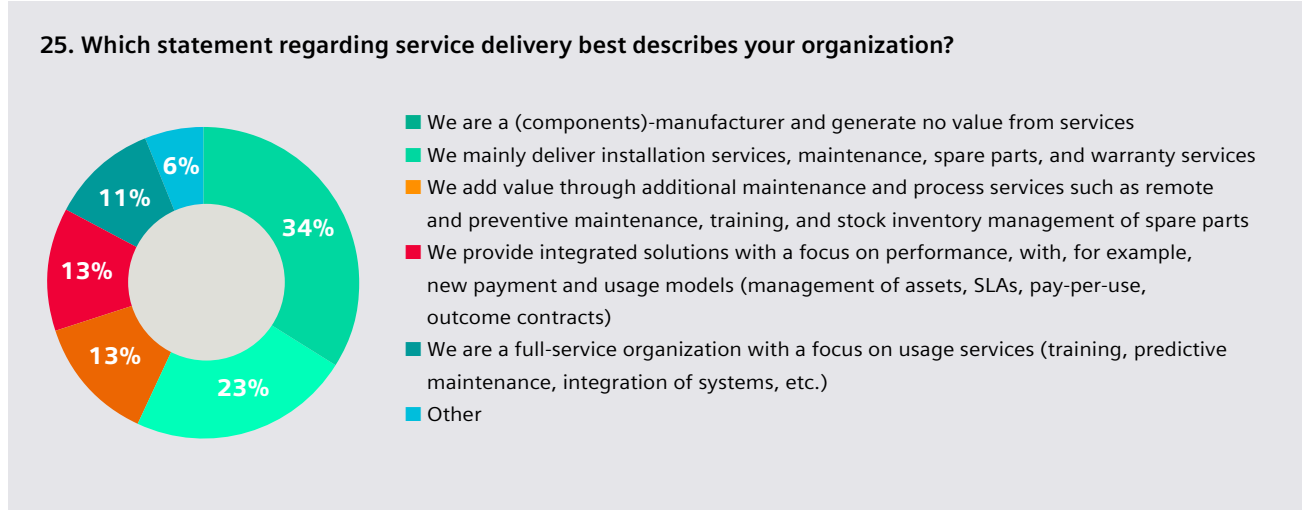 25. Which statement regarding service delivery best describes your organization?
We are a (components)-manufacturer and generate no value from services
We mainly deliver installation services, maintenance, spare parts, and warranty services
We add value through additional maintenance and process services such as remote
and preventive maintenance, training, and stock inventory management of spare parts
We provide integrated solutions with a focus on performance, with, for example,
new payment and usage models (management of assets, SLAs, pay-per-use,
outcome contracts)
We are a full-service organization with a focus on usage services (training, predictive
maintenance, integration of systems, etc.)
Other
34%
23%
13%
13%
11%
6%